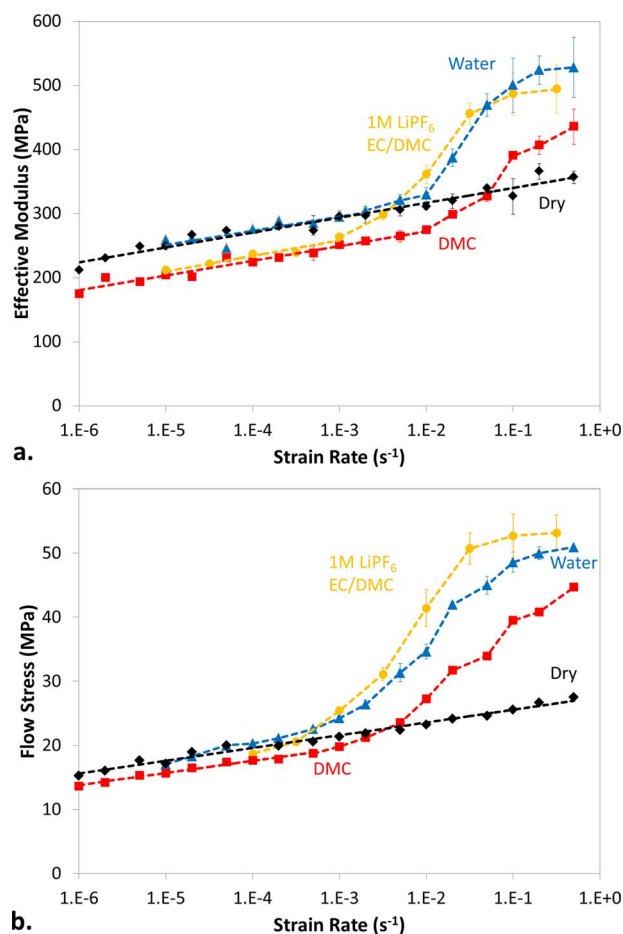 600
500
400
300
200
100
0
Effective Modulus (MPa)
Water
1M LiPF₆
EC/DMC
Dry
DMC
1.E-6 1.E-5 1.E-4 1.E-3 1.E-2 1.E-1 1.E+0
Strain Rate (s⁻¹)
a.
60
50
40
30
20
10
0
Flow Stress (MPa)
1M LiPF₆
EC/DMC
Water
Dry
DMC
1.E-6 1.E-5 1.E-4 1.E-3 1.E-2 1.E-1 1.E+0
Strain Rate (s⁻¹)
b.